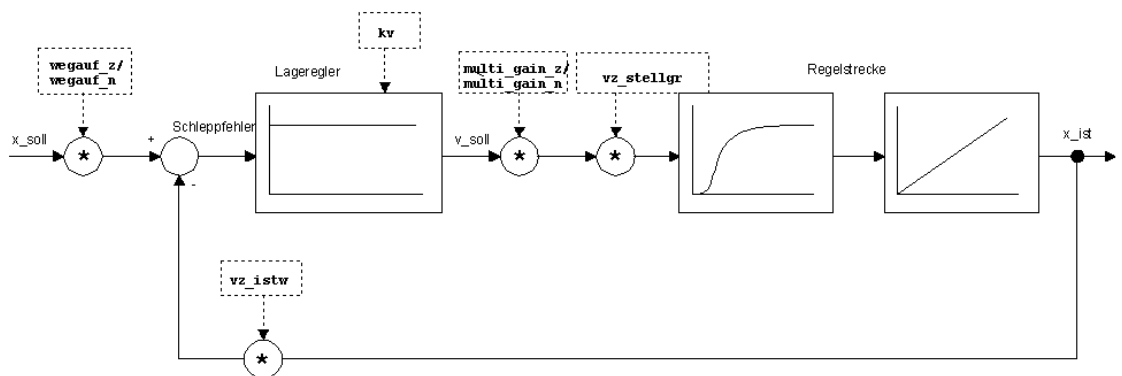 kv
wegauf_z/
wegauf_n
Lageregler
multi_gain_z/
multi_gain_n
vz_stellgr
Regelstrecke
x_soll
*
+
Schleppfehler
v_soll
*
*
x_ist
-
vz_istw
*